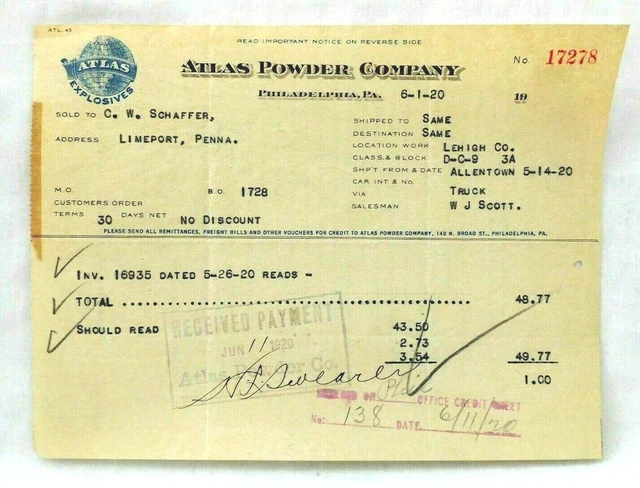 ATL. 45
READ IMPORTANT NOTICE ON REVERSE SIDE
ATLAS
EXPLOSIVES
ATLAS POWDER COMPANY
No. 17278
PHILADELPHIA, PA. 6-1-20 19
SOLD TO C. W. SCHAFFER,
ADDRESS LIMEPORT, PENNA.
SHIPPED TO SAME
DESTINATION SAME
LOCATION WORK LEHIGH CO.
CLASS & BLOCK D-C-9 3A
SHP'T FROM & DATE ALLENTOWN 5-14-20
CAR INT & No.
M.O. B.O. 1728
VIA TRUCK
CUSTOMERS ORDER
SALESMAN W J SCOTT.
TERMS 30 DAYS NET NO DISCOUNT
PLEASE SEND ALL REMITTANCES, FREIGHT BILLS AND OTHER VOUCHERS FOR CREDIT TO ATLAS POWDER COMPANY, 140 N. BROAD ST., PHILADELPHIA, PA.
INV. 16935 DATED 5-26-20 READS -
TOTAL ........................................ 48.77
SHOULD READ 43.50
2.73
3.54 49.77
1.00
RECEIVED PAYMENT
JUN 11 1920
Atlas Powder Co.
ON OFFICE CREDIT SHEET
No. 138 DATE 6/11/20